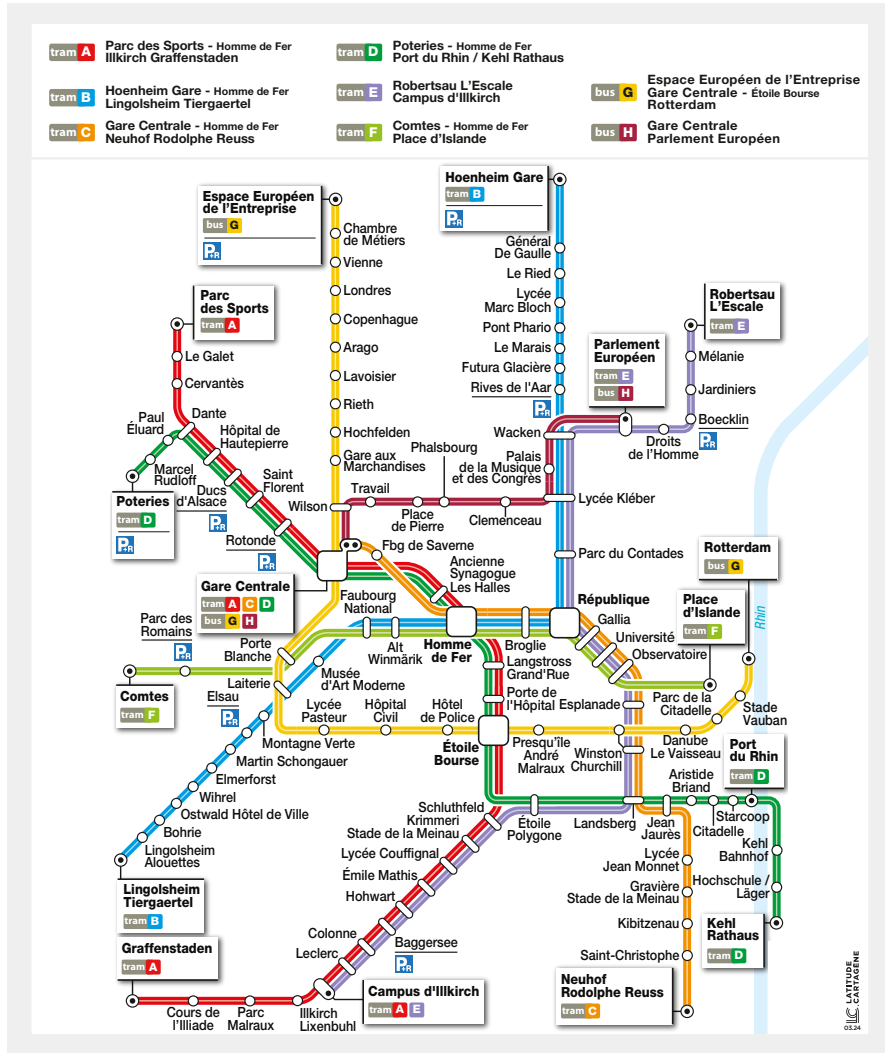 tram A Parc des Sports - Homme de Fer
Illkirch Graffenstaden
tram B Hoenheim Gare - Homme de Fer
Lingolsheim Tiergaertel
tram C Gare Centrale - Homme de Fer
Neuhof Rodolphe Reuss
tram D Poteries - Homme de Fer
Port du Rhin / Kehl Rathaus
tram E Robertsau L'Escale
Campus d'Illkirch
tram F Comtes - Homme de Fer
Place d'Islande
bus G Espace Européen de l'Entreprise
Gare Centrale - Étoile Bourse
Rotterdam
bus H Gare Centrale
Parlement Européen
Espace Européen
de l'Entreprise
bus G
P+R
Chambre
de Métiers
Vienne
Londres
Copenhague
Arago
Lavoisier
Rieth
Hochfelden
Gare aux
Marchandises
Wilson
Hoenheim Gare
tram B
P+R
Général
De Gaulle
Le Ried
Lycée
Marc Bloch
Pont Phario
Le Marais
Futura Glacière
Rives de l'Aar
P+R
Wacken
Palais
de la Musique
et des Congrès
Lycée Kléber
Parc du Contades
Robertsau
L'Escale
tram E
Mélanie
Jardiniers
Boecklin
P+R
Droits
de l'Homme
Parlement
Européen
tram E
bus H
Parc
des Sports
tram A
Le Galet
Cervantès
Dante
Paul
Éluard
Marcel
Rudloff
Poteries
tram D
P+R
Hôpital de
Hautepierre
Ducs
d'Alsace
P+R
Saint
Florent
Rotonde
P+R
Travail
Phalsbourg
Place
de Pierre
Clemenceau
Fbg de Saverne
Gare Centrale
tram A C D
bus G H
Ancienne
Synagogue
Les Halles
Faubourg
National
Parc des
Romains
P+R
Porte
Blanche
Comtes
tram F
Laiterie
Elsau
P+R
Musée
d'Art Moderne
Alt
Winmärik
Homme
de Fer
Broglie
République
Gallia
Université
Observatoire
Place
d'Islande
tram F
Rotterdam
bus G
Rhin
Parc de la
Citadelle
Stade
Vauban
Langstross
Grand'Rue
Porte de
l'Hôpital
Esplanade
Montagne Verte
Lycée
Pasteur
Hôpital
Civil
Hôtel
de Police
Étoile
Bourse
Presqu'île
André
Malraux
Winston
Churchill
Danube
Le Vaisseau
Port
du Rhin
tram D
Martin Schongauer
Elmerforst
Wihrel
Ostwald Hôtel de Ville
Bohrie
Lingolsheim
Alouettes
Lingolsheim
Tiergaertel
tram B
Schluthfeld
Krimmeri
Stade de la Meinau
Lycée Couffignal
Émile Mathis
Hohwart
Colonne
Leclerc
Baggersee
P+R
Étoile
Polygone
Landsberg
Jean
Jaurès
Aristide
Briand
Citadelle
Starcoop
Kehl
Bahnhof
Hochschule /
Läger
Kehl
Rathaus
tram D
Lycée
Jean Monnet
Gravière
Stade de la Meinau
Kibitzenau
Saint-Christophe
Neuhof
Rodolphe Reuss
tram C
Graffenstaden
tram A
Cours de
l'Illiade
Parc
Malraux
Illkirch
Lixenbuhl
Campus d'Illkirch
tram A E
LATITUDE
CARTAGÈNE
03.24